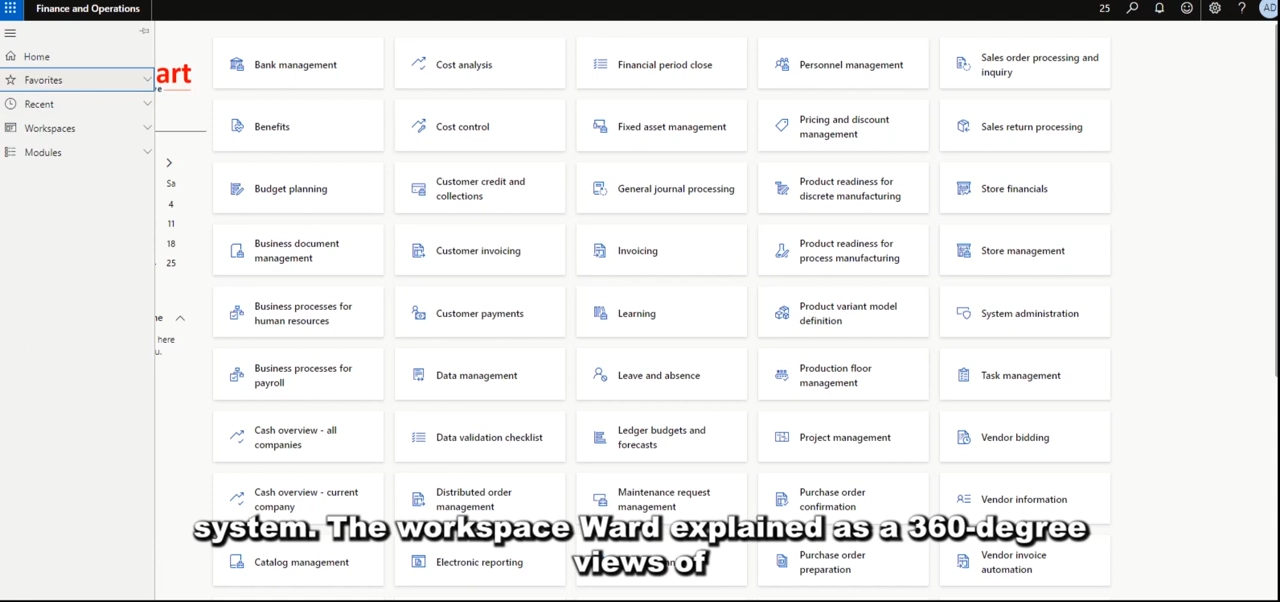 Finance and Operations
25
AD
Home
Favorites
Recent
Workspaces
Modules
art
Sa
4
11
18
25
here
Bank management
Cost analysis
Financial period close
Personnel management
Sales order processing and
inquiry
Benefits
Cost control
Fixed asset management
Pricing and discount
management
Sales return processing
Budget planning
Customer credit and
collections
General journal processing
Product readiness for
discrete manufacturing
Store financials
Business document
management
Customer invoicing
Invoicing
Product readiness for
process manufacturing
Store management
Business processes for
human resources
Customer payments
Learning
Product variant model
definition
System administration
Business processes for
payroll
Data management
Leave and absence
Production floor
management
Task management
Cash overview - all
companies
Data validation checklist
Ledger budgets and
forecasts
Project management
Vendor bidding
Cash overview - current
company
Distributed order
management
Maintenance request
management
Purchase order
confirmation
Vendor information
Catalog management
Electronic reporting
Purchase order
preparation
Vendor invoice
automation
system. The workspace Ward explained as a 360-degree
views of